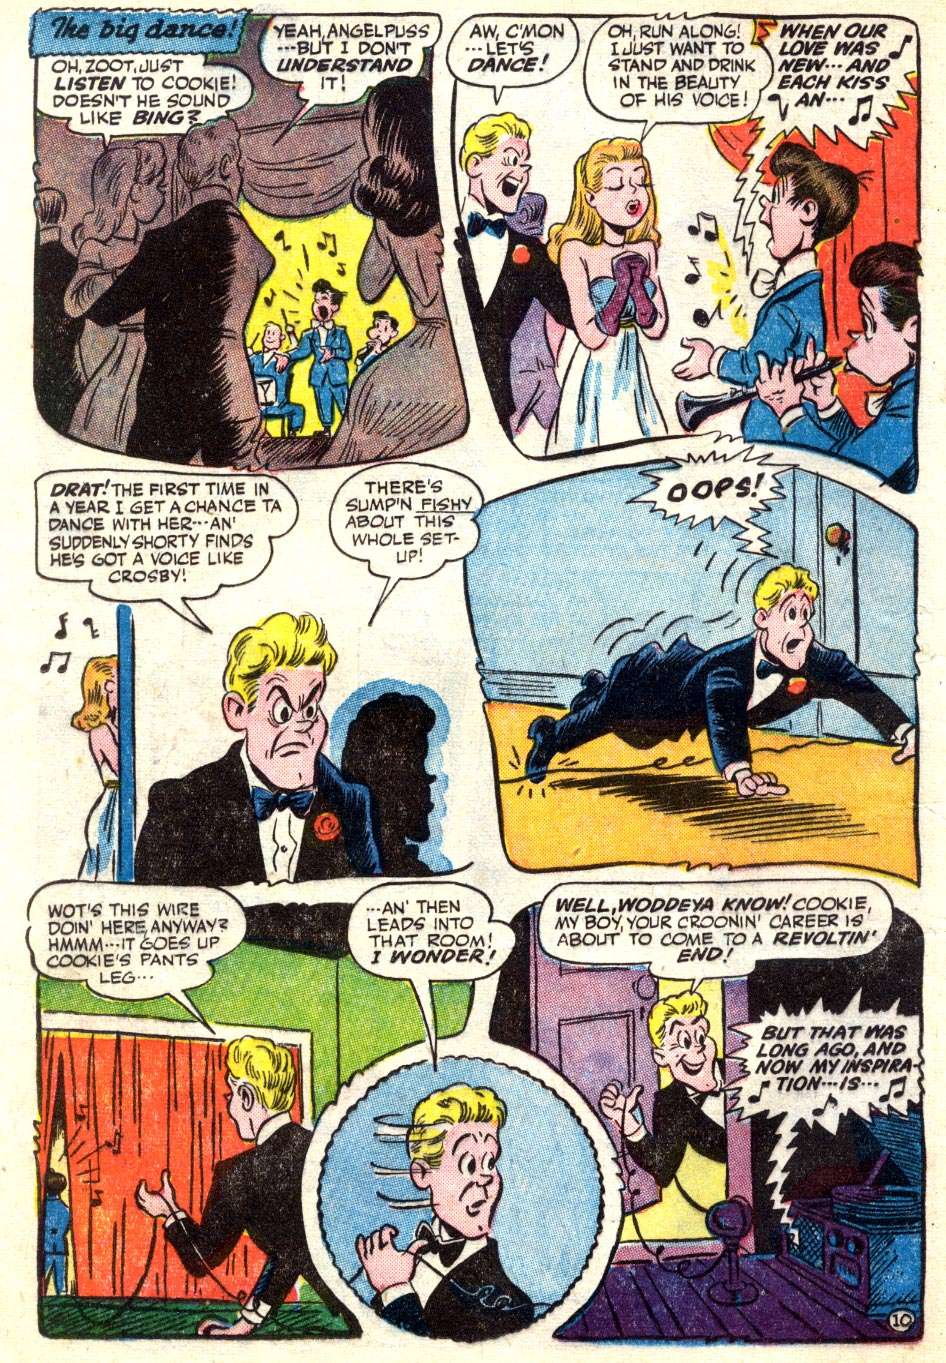 The big dance!
OH, ZOOT, JUST
LISTEN TO COOKIE!
DOESN'T HE SOUND
LIKE BING?
YEAH, ANGELPUSS
---BUT I DON'T
UNDERSTAND
IT!
AW, C'MON
---LET'S
DANCE!
OH, RUN ALONG!
I JUST WANT TO
STAND AND DRINK
IN THE BEAUTY
OF HIS VOICE!
WHEN OUR
LOVE WAS
NEW---AND
EACH KISS
AN---
DRAT! THE FIRST TIME IN
A YEAR I GET A CHANCE TA
DANCE WITH HER---AN'
SUDDENLY SHORTY FINDS
HE'S GOT A VOICE LIKE
CROSBY!
THERE'S
SUMP'N FISHY
ABOUT THIS
WHOLE SET-
UP!
OOPS!
WOT'S THIS WIRE
DOIN' HERE, ANYWAY?
HMMM---IT GOES UP
COOKIE'S PANTS
LEG---
---AN' THEN
LEADS INTO
THAT ROOM!
I WONDER!
WELL, WODDEYA KNOW! COOKIE,
MY BOY, YOUR CROONIN' CAREER IS
ABOUT TO COME TO A REVOLTIN'
END!
BUT THAT WAS
LONG AGO, AND
NOW MY INSPIRA-
TION---IS---
10